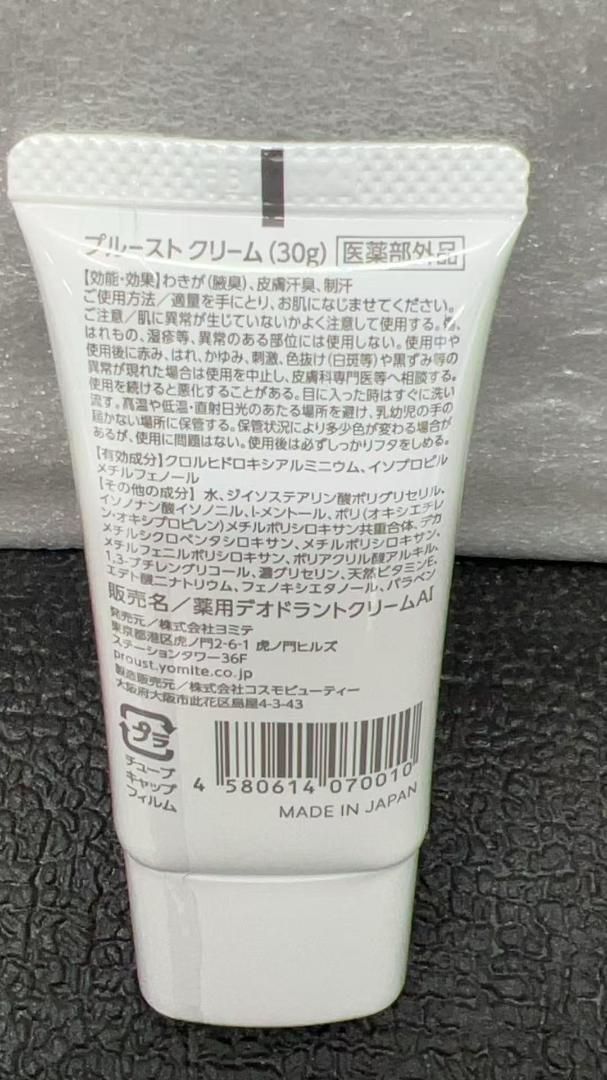 プルースト クリーム（30g） 医薬部外品
【効能・効果】わきが（腋臭）、皮膚汗臭、制汗
ご使用方法／適量を手にとり、お肌になじませてください。
ご注意／肌に異常が生じていないかよく注意して使用する。傷、
はれもの、湿疹等、異常のある部位には使用しない。使用中や
使用後に赤み、はれ、かゆみ、刺激、色抜け（白斑等）や黒ずみ等の
異常が現れた場合は使用を中止し、皮膚科専門医等へ相談する。
使用を続けると悪化することがある。目に入った時はすぐに洗い
流す。高温や低温・直射日光のあたる場所を避け、乳幼児の手の
届かない場所に保管する。保管状況により多少色が変わる場合が
あるが、使用に問題はない。使用後は必ずしっかりフタをしめる。
【有効成分】クロルヒドロキシアルミニウム、イソプロピル
メチルフェノール
【その他の成分】水、ジイソステアリン酸ポリグリセリル、
イソノナン酸イソノニル、l-メントール、ポリ（オキシエチレ
ン・オキシプロピレン）メチルポリシロキサン共重合体、デカ
メチルシクロペンタシロキサン、メチルポリシロキサン、
メチルフェニルポリシロキサン、ポリアクリル酸アルキル、
1,3-ブチレングリコール、濃グリセリン、天然ビタミンE、
エデト酸二ナトリウム、フェノキシエタノール、パラベン
販売名／薬用デオドラントクリームAI
発売元／株式会社ヨミテ
東京都港区虎ノ門2-6-1 虎ノ門ヒルズ
ステーションタワー36F
proust.yomite.co.jp
製造販売元／株式会社コスモビューティー
大阪府大阪市此花区島屋4-3-43
プラ
チューブ
キャップ
フィルム
4 580614 070010
MADE IN JAPAN